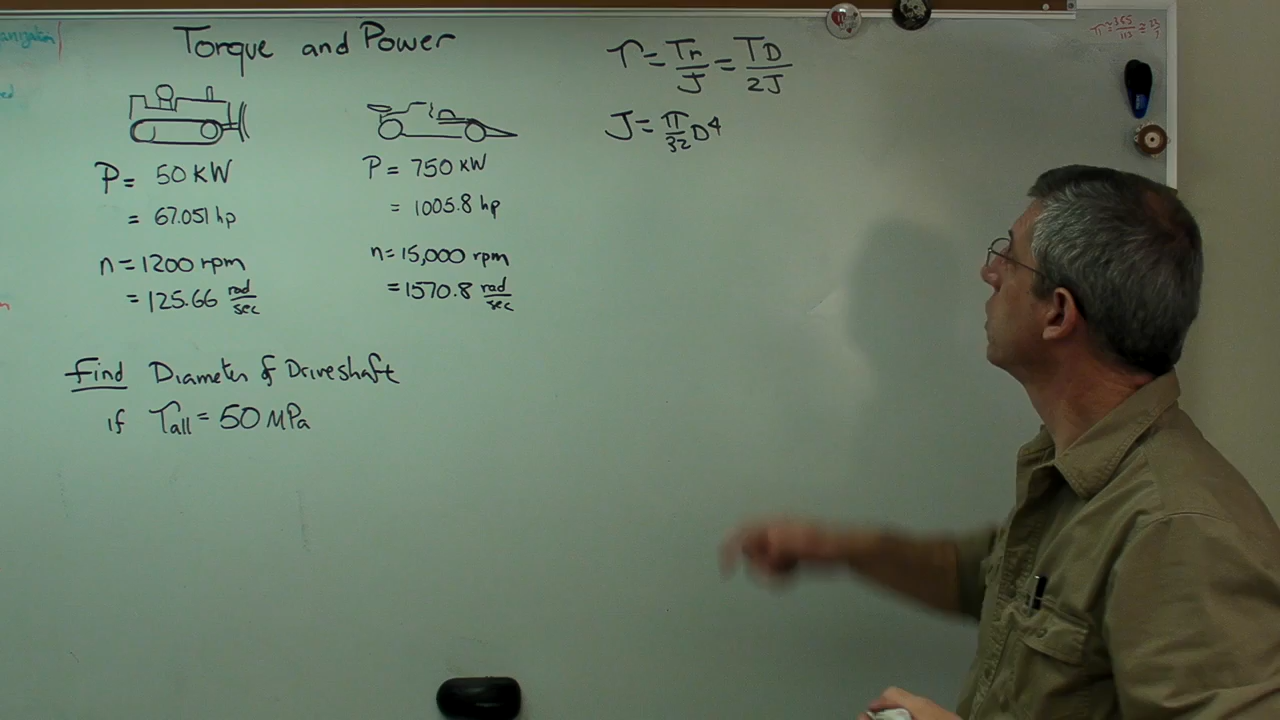 Torque and Power
P = 50 KW
= 67.051 hp
n = 1200 rpm
= 125.66 rad/sec
P = 750 KW
= 1005.8 hp
n = 15,000 rpm
= 1570.8 rad/sec
Find Diameter of Driveshaft
if τall = 50 MPa
τ = Tr/J = TD/2J
J = π/32 D⁴